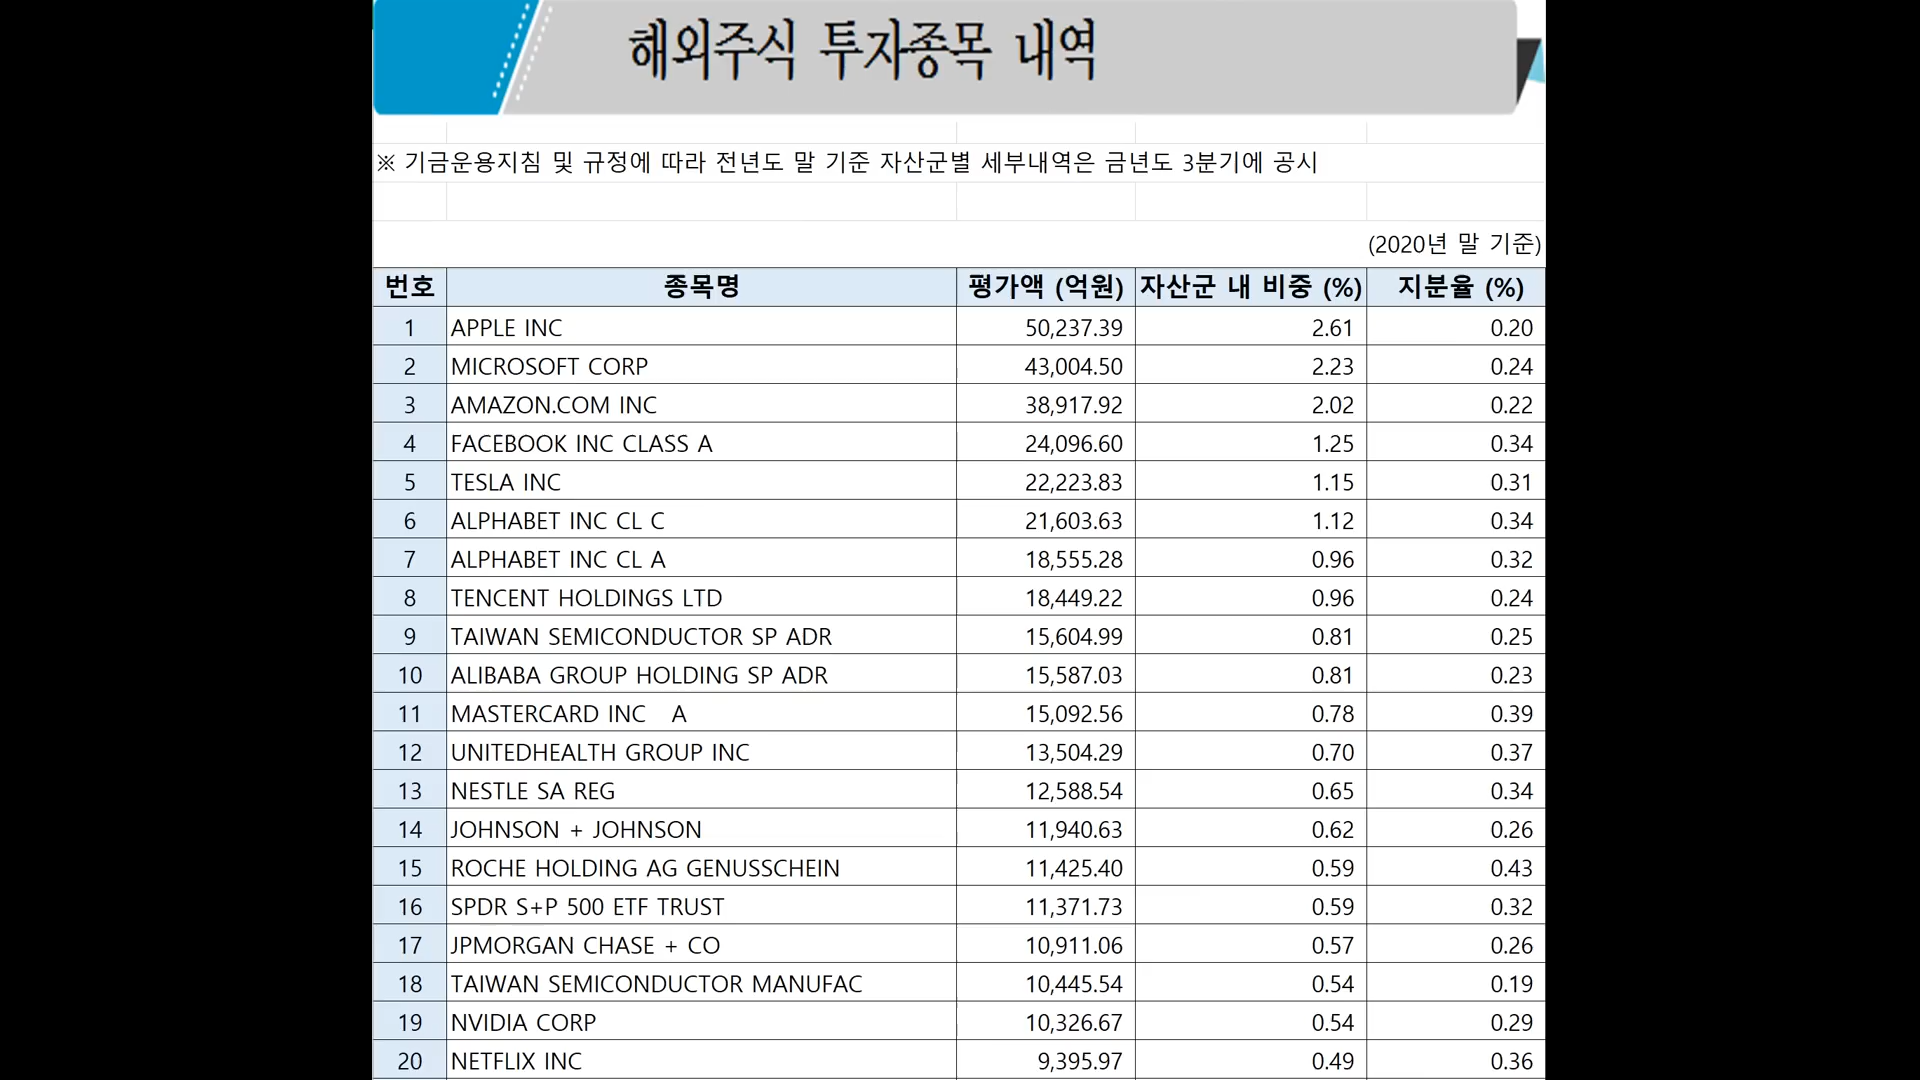 해외주식 투자종목 내역
※ 기금운용지침 및 규정에 따라 전년도 말 기준 자산군별 세부내역은 금년도 3분기에 공시
(2020년 말 기준)
번호 종목명 평가액 (억원) 자산군 내 비중 (%) 지분율 (%)
1 APPLE INC 50,237.39 2.61 0.20
2 MICROSOFT CORP 43,004.50 2.23 0.24
3 AMAZON.COM INC 38,917.92 2.02 0.22
4 FACEBOOK INC CLASS A 24,096.60 1.25 0.34
5 TESLA INC 22,223.83 1.15 0.31
6 ALPHABET INC CL C 21,603.63 1.12 0.34
7 ALPHABET INC CL A 18,555.28 0.96 0.32
8 TENCENT HOLDINGS LTD 18,449.22 0.96 0.24
9 TAIWAN SEMICONDUCTOR SP ADR 15,604.99 0.81 0.25
10 ALIBABA GROUP HOLDING SP ADR 15,587.03 0.81 0.23
11 MASTERCARD INC A 15,092.56 0.78 0.39
12 UNITEDHEALTH GROUP INC 13,504.29 0.70 0.37
13 NESTLE SA REG 12,588.54 0.65 0.34
14 JOHNSON + JOHNSON 11,940.63 0.62 0.26
15 ROCHE HOLDING AG GENUSSCHEIN 11,425.40 0.59 0.43
16 SPDR S+P 500 ETF TRUST 11,371.73 0.59 0.32
17 JPMORGAN CHASE + CO 10,911.06 0.57 0.26
18 TAIWAN SEMICONDUCTOR MANUFAC 10,445.54 0.54 0.19
19 NVIDIA CORP 10,326.67 0.54 0.29
20 NETFLIX INC 9,395.97 0.49 0.36